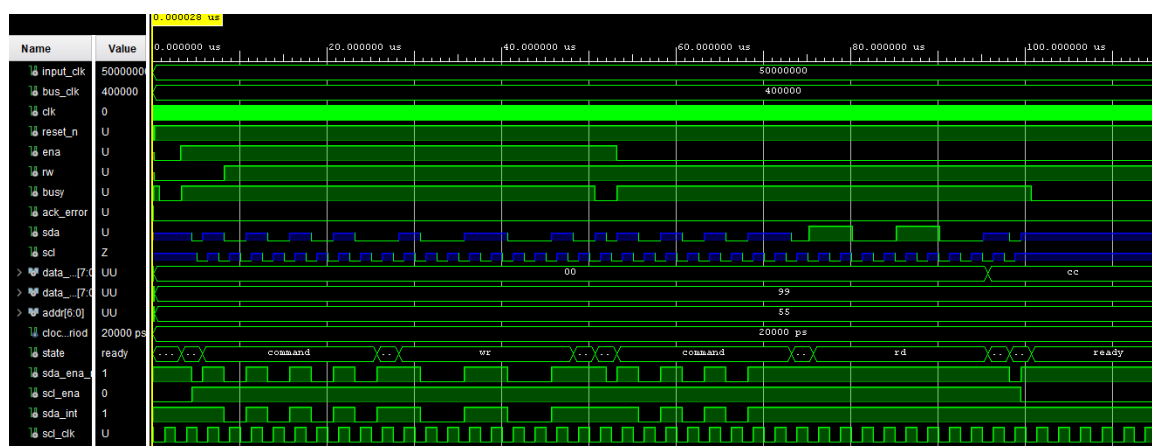 0.000028 us
Name Value 0.000000 us 20.000000 us 40.000000 us 60.000000 us 80.000000 us 100.000000 us
input_clk 50000000 50000000
bus_clk 400000 400000
clk 0
reset_n U
ena U
rw U
busy U
ack_error U
sda U
scl Z
> data_...[7:0 UU 00 cc
> data_...[7:0 UU 99
> addr[6:0] UU 55
cloc...riod 20000 ps 20000 ps
state ready ... .. command .. wr .. .. command .. rd .. .. ready
sda_ena_ 1
scl_ena 0
sda_int 1
scl_clk U